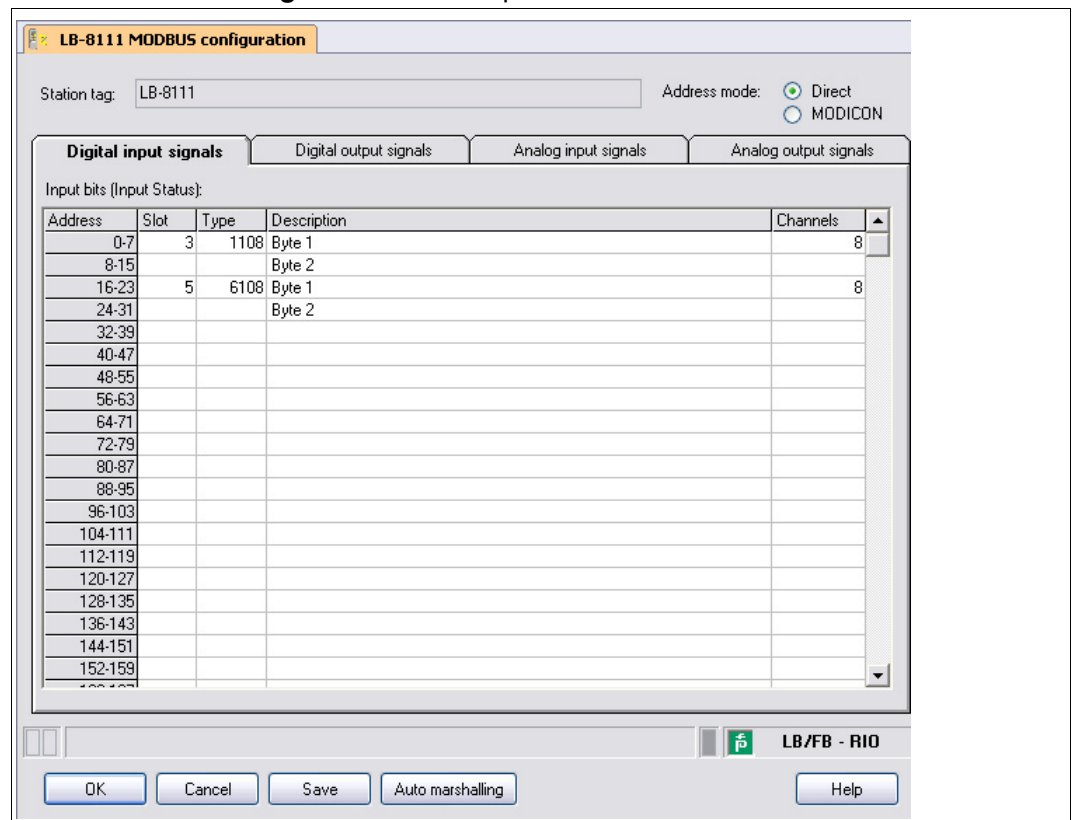 LB-8111 MODBUS configuration
Station tag: LB-8111 Address mode: Direct
MODICON
Digital input signals Digital output signals Analog input signals Analog output signals
Input bits (Input Status):
Address Slot Type Description Channels
0-7 3 1108 Byte 1 8
8-15 Byte 2
16-23 5 6108 Byte 1 8
24-31 Byte 2
32-39
40-47
48-55
56-63
64-71
72-79
80-87
88-95
96-103
104-111
112-119
120-127
128-135
136-143
144-151
152-159
LB/FB - RIO
OK Cancel Save Auto marshalling Help